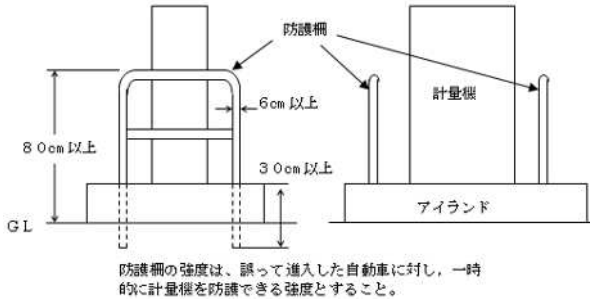 防護柵
計量機
6cm以上
80cm以上
30cm以上
アイランド
GL
防護柵の強度は、誤って進入した自動車に対し，一時
的に計量機を防護できる強度とすること。